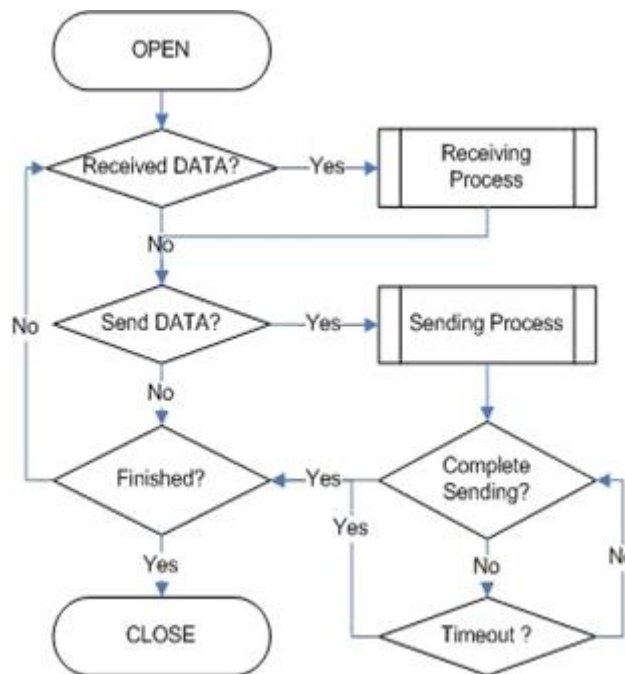 OPEN
Received DATA?
Yes
Receiving
Process
No
Send DATA?
Yes
Sending Process
No
No
Finished?
Yes
Complete
Sending?
Yes
No
No
Yes
CLOSE
Timeout ?